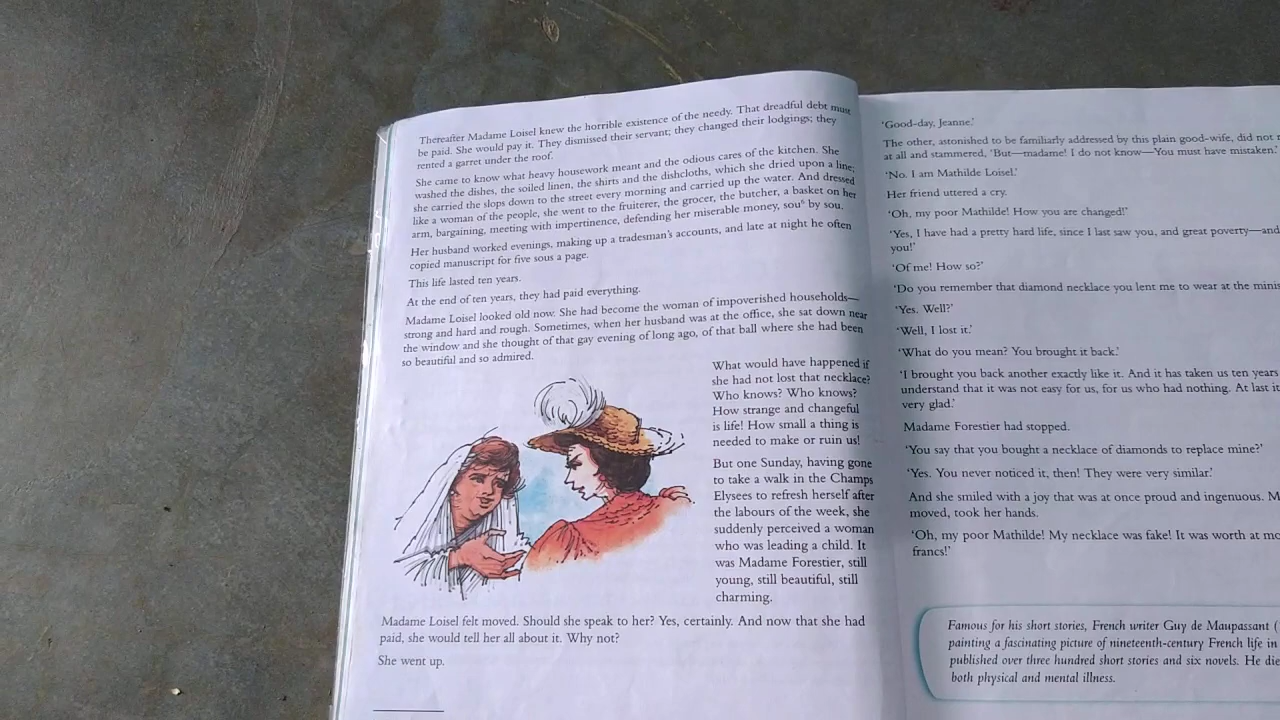 Thereafter Madame Loisel knew the horrible existence of the needy. That dreadful debt must
be paid. She would pay it. They dismissed their servant; they changed their lodgings; they
rented a garret under the roof.
She came to know what heavy housework meant and the odious cares of the kitchen. She
washed the dishes, the soiled linen, the shirts and the dishcloths, which she dried upon a line;
she carried the slops down to the street every morning and carried up the water. And dressed
like a woman of the people, she went to the fruiterer, the grocer, the butcher, a basket on her
arm, bargaining, meeting with impertinence, defending her miserable money, sou⁶ by sou.
Her husband worked evenings, making up a tradesman's accounts, and late at night he often
copied manuscript for five sous a page.
This life lasted ten years.
At the end of ten years, they had paid everything.
Madame Loisel looked old now. She had become the woman of impoverished households—
strong and hard and rough. Sometimes, when her husband was at the office, she sat down near
the window and she thought of that gay evening of long ago, of that ball where she had been
so beautiful and so admired.
What would have happened if
she had not lost that necklace?
Who knows? Who knows?
How strange and changeful
is life! How small a thing is
needed to make or ruin us!
But one Sunday, having gone
to take a walk in the Champs
Elysees to refresh herself after
the labours of the week, she
suddenly perceived a woman
who was leading a child. It
was Madame Forestier, still
young, still beautiful, still
charming.
Madame Loisel felt moved. Should she speak to her? Yes, certainly. And now that she had
paid, she would tell her all about it. Why not?
She went up.
'Good-day, Jeanne.'
The other, astonished to be familiarly addressed by this plain good-wife, did not
at all and stammered, 'But—madame! I do not know—You must have mistaken.'
'No. I am Mathilde Loisel.'
Her friend uttered a cry.
'Oh, my poor Mathilde! How you are changed!'
'Yes, I have had a pretty hard life, since I last saw you, and great poverty—and
you!'
'Of me! How so?'
'Do you remember that diamond necklace you lent me to wear at the
'Yes. Well?'
'Well, I lost it.'
'What do you mean? You brought it back.'
'I brought you back another exactly like it. And it has taken us ten years
understand that it was not easy for us, for us who had nothing. At last it
very glad.'
Madame Forestier had stopped.
'You say that you bought a necklace of diamonds to replace mine?'
'Yes. You never noticed it, then! They were very similar.'
And she smiled with a joy that was at once proud and ingenuous.
moved, took her hands.
'Oh, my poor Mathilde! My necklace was fake! It was worth at
francs!'
Famous for his short stories, French writer Guy de Maupassant (
painting a fascinating picture of nineteenth-century French life in
published over three hundred short stories and six novels. He
both physical and mental illness.